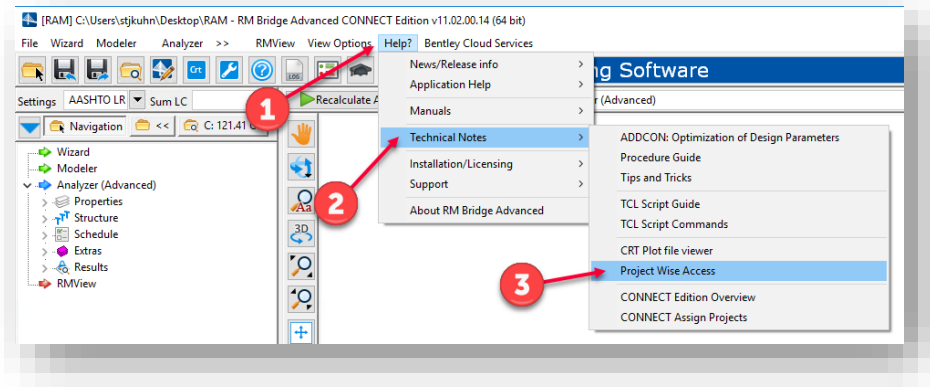 [RAM] C:\Users\stjkuhn\Desktop\RAM - RM Bridge Advanced CONNECT Edition v11.02.00.14 (64 bit)
File Wizard Modeler Analyzer >> RMView View Options Help? Bentley Cloud Services
Crt LOG ng Software
Settings AASHTO LR Sum LC Recalculate A r (Advanced)
Navigation << C: 121.41
Wizard
Modeler
Analyzer (Advanced)
Properties
Structure
Schedule
Extras
Results
RMView
Aa
3D
News/Release info
Application Help
Manuals
Technical Notes
Installation/Licensing
Support
About RM Bridge Advanced
ADDCON: Optimization of Design Parameters
Procedure Guide
Tips and Tricks
TCL Script Guide
TCL Script Commands
CRT Plot file viewer
Project Wise Access
CONNECT Edition Overview
CONNECT Assign Projects
1
2
3